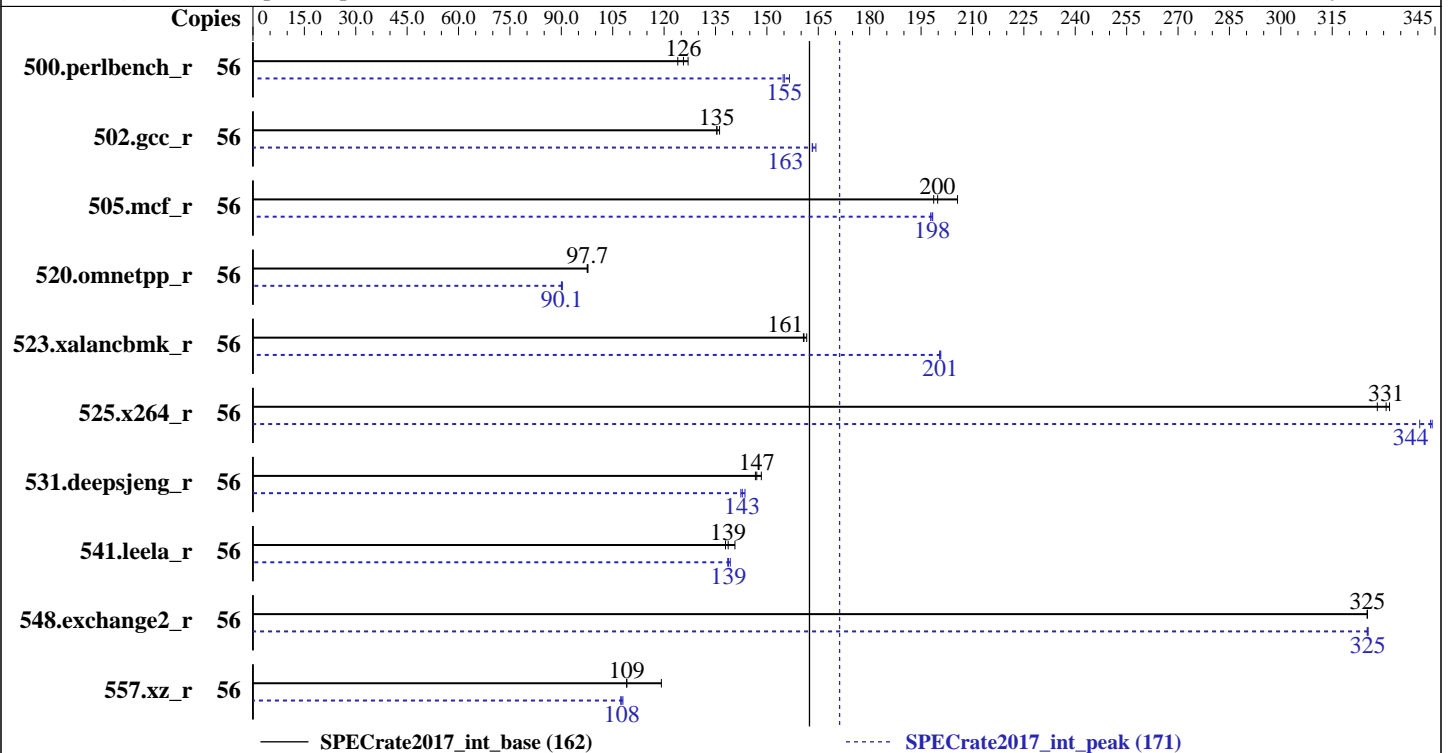 Copies 0 15.0 30.0 45.0 60.0 75.0 90.0 105 120 135 150 165 180 195 210 225 240 255 270 285 300 315 345
126
500.perlbench_r 56
155
135
502.gcc_r 56
163
200
505.mcf_r 56
198
97.7
520.omnetpp_r 56
90.1
161
523.xalancbmk_r 56
201
331
525.x264_r 56
344
147
531.deepsjeng_r 56
143
139
541.leela_r 56
139
325
548.exchange2_r 56
325
109
557.xz_r 56
108
SPECrate2017_int_base (162) SPECrate2017_int_peak (171)